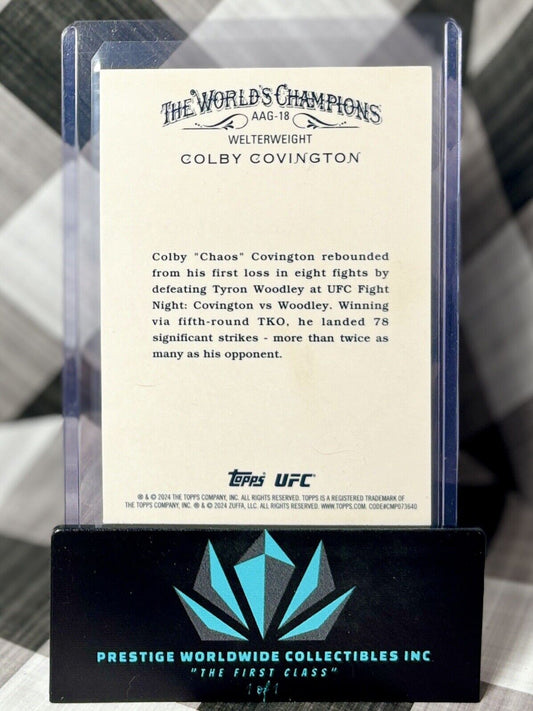 THE WORLD'S CHAMPIONS
AAG-18
WELTERWEIGHT
COLBY COVINGTON
Colby "Chaos" Covington rebounded
from his first loss in eight fights by
defeating Tyron Woodley at UFC Fight
Night: Covington vs Woodley. Winning
via fifth-round TKO, he landed 78
significant strikes - more than twice as
many as his opponent.
Topps UFC
® & © 2024 THE TOPPS COMPANY, INC. ALL RIGHTS RESERVED. TOPPS IS A REGISTERED TRADEMARK OF
THE TOPPS COMPANY, INC. ® & © 2024 ZUFFA, LLC. ALL RIGHTS RESERVED. WWW.TOPPS.COM. CODE#CMP073640
PRESTIGE WORLDWIDE COLLECTIBLES INC
"THE FIRST CLASS"
1 of 1